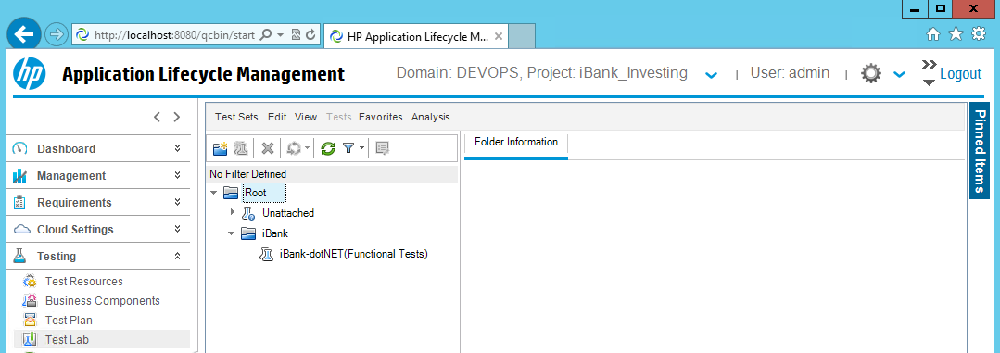 X
http://localhost:8080/qcbin/start
HP Application Lifecycle M...
hp
Application Lifecycle Management
Domain: DEVOPS, Project: iBank_Investing
User: admin
Logout
Dashboard
Management
Requirements
Cloud Settings
Testing
Test Resources
Business Components
Test Plan
Test Lab
Test Sets Edit View Tests Favorites Analysis
No Filter Defined
Root
Unattached
iBank
iBank-dotNET(Functional Tests)
Folder Information
Pinned Items